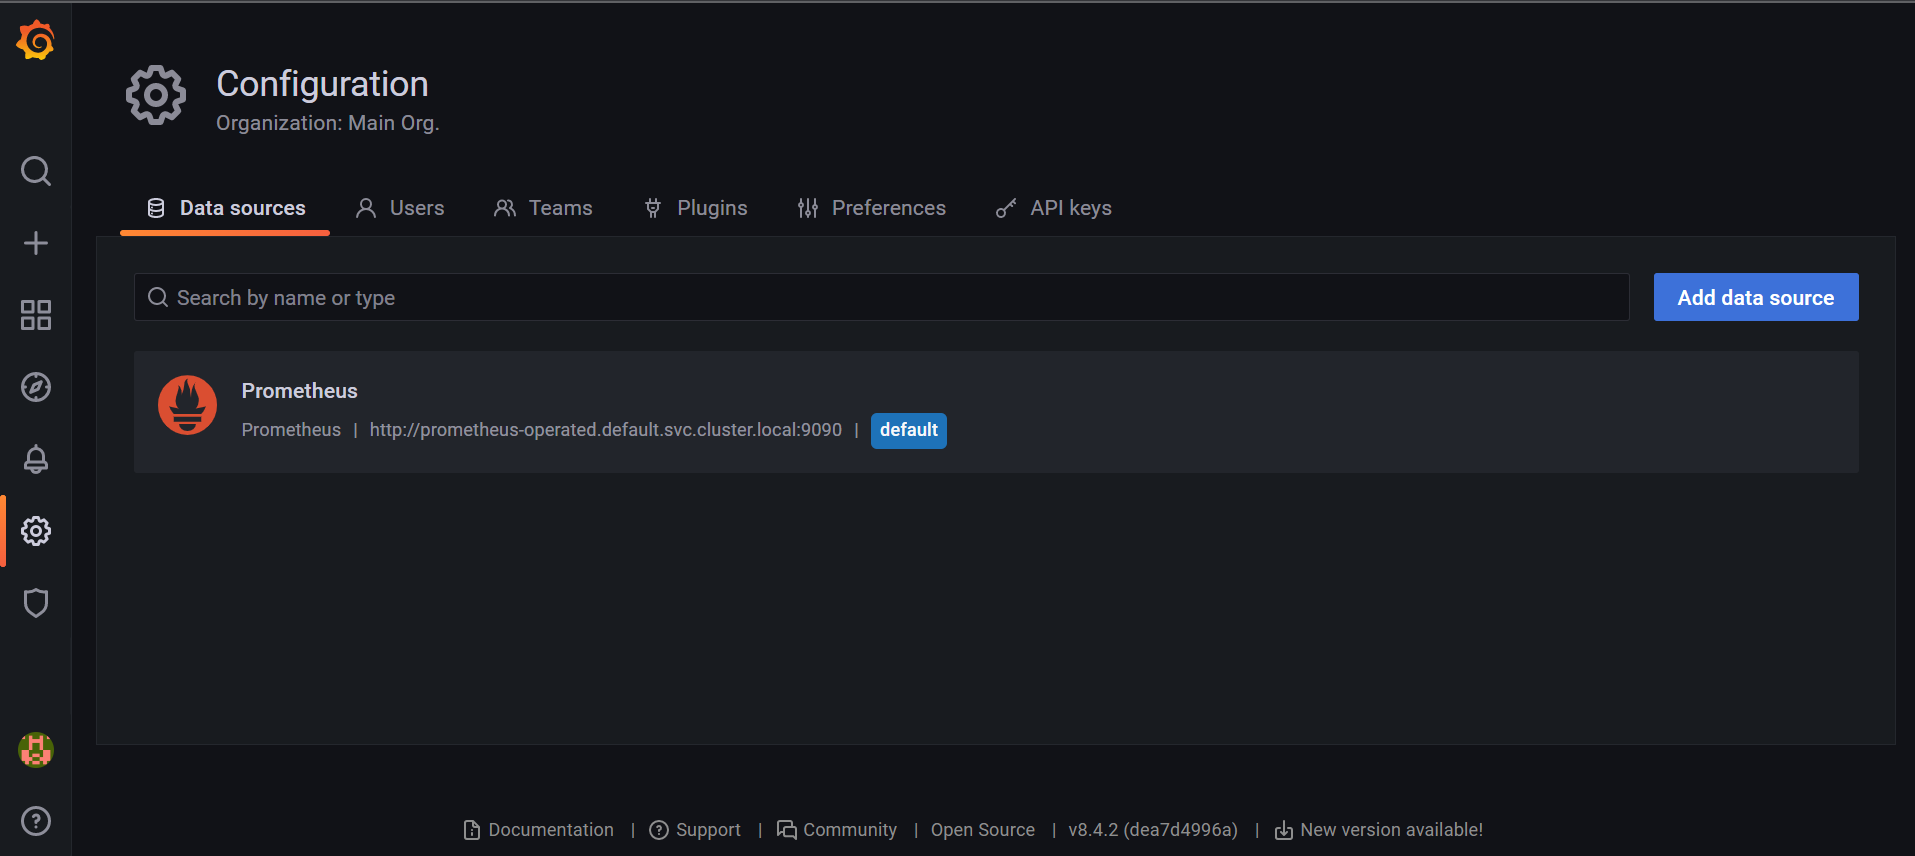 Configuration
Organization: Main Org.
Data sources Users Teams Plugins Preferences API keys
Search by name or type Add data source
Prometheus
Prometheus | http://prometheus-operated.default.svc.cluster.local:9090 | default
Documentation | Support | Community | Open Source | v8.4.2 (dea7d4996a) | New version available!